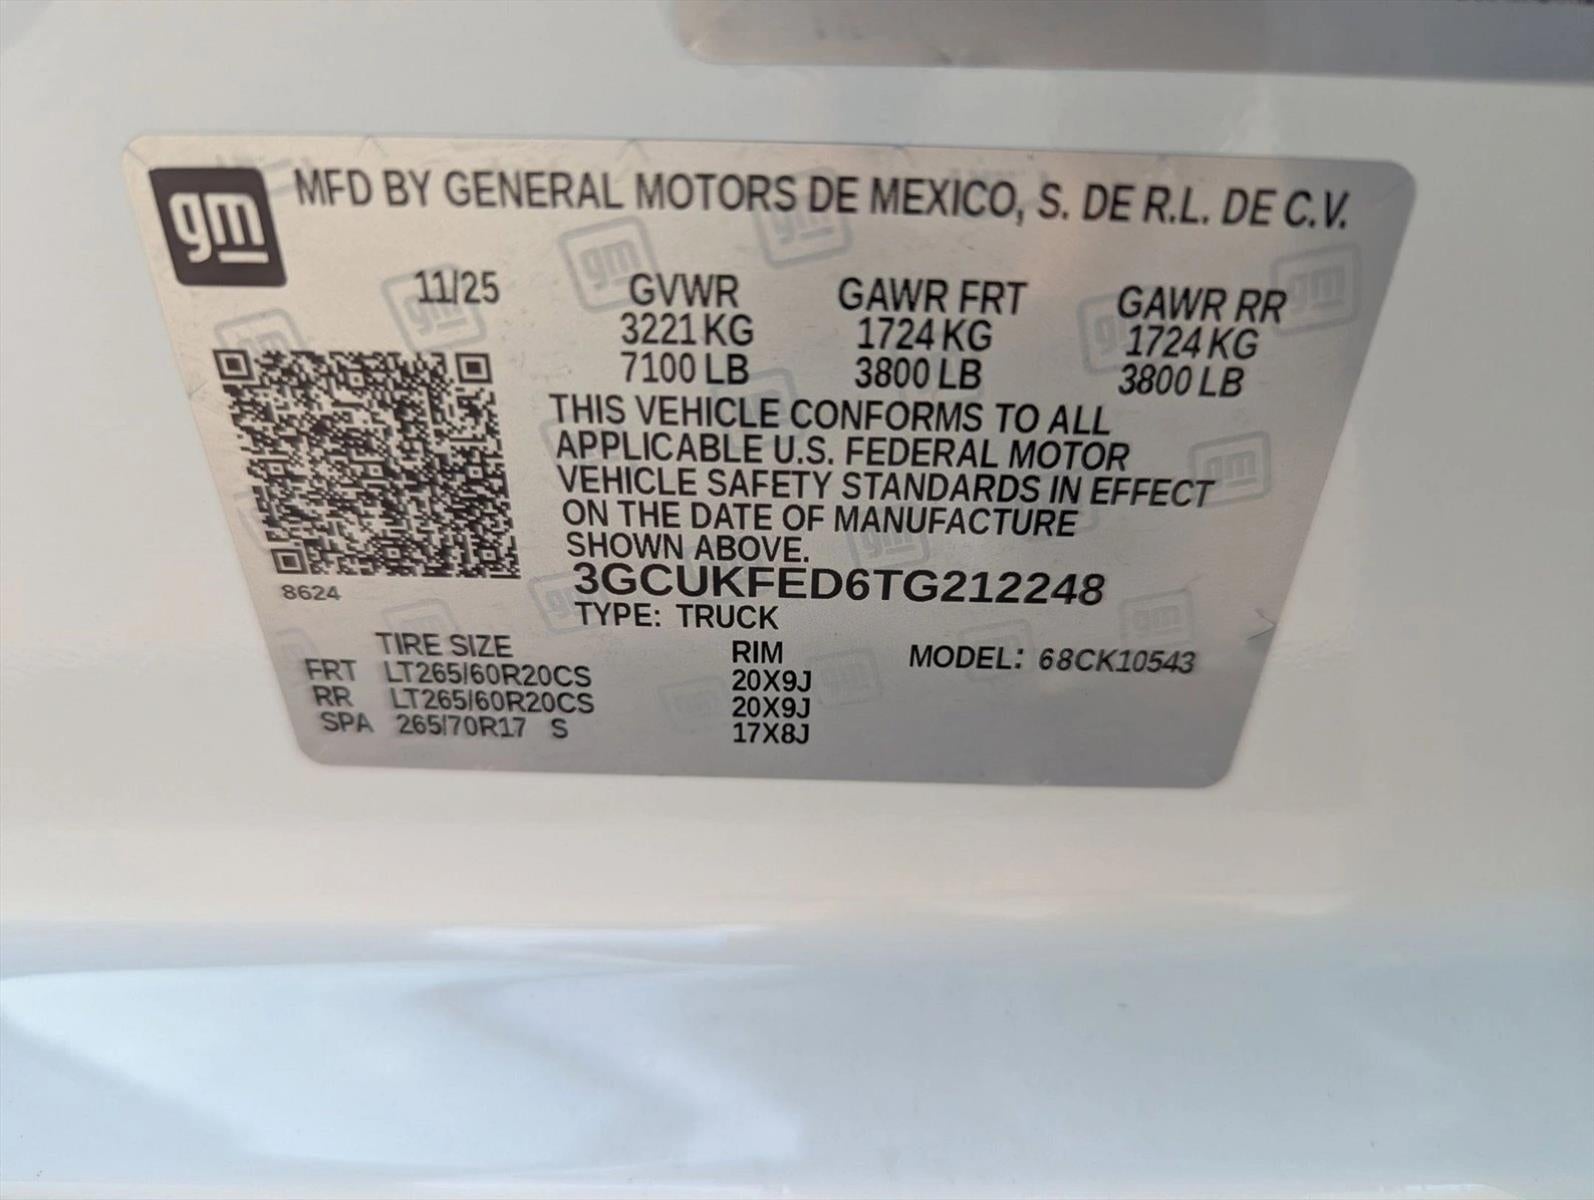 gm MFD BY GENERAL MOTORS DE MEXICO, S. DE R.L. DE C.V.
11/25 GVWR GAWR FRT GAWR RR
3221 KG 1724 KG 1724 KG
7100 LB 3800 LB 3800 LB
THIS VEHICLE CONFORMS TO ALL
APPLICABLE U.S. FEDERAL MOTOR
VEHICLE SAFETY STANDARDS IN EFFECT
ON THE DATE OF MANUFACTURE
SHOWN ABOVE.
8624 3GCUKFED6TG212248
TYPE: TRUCK
TIRE SIZE RIM MODEL: 68CK10543
FRT LT265/60R20CS 20X9J
RR LT265/60R20CS 20X9J
SPA 265/70R17 S 17X8J